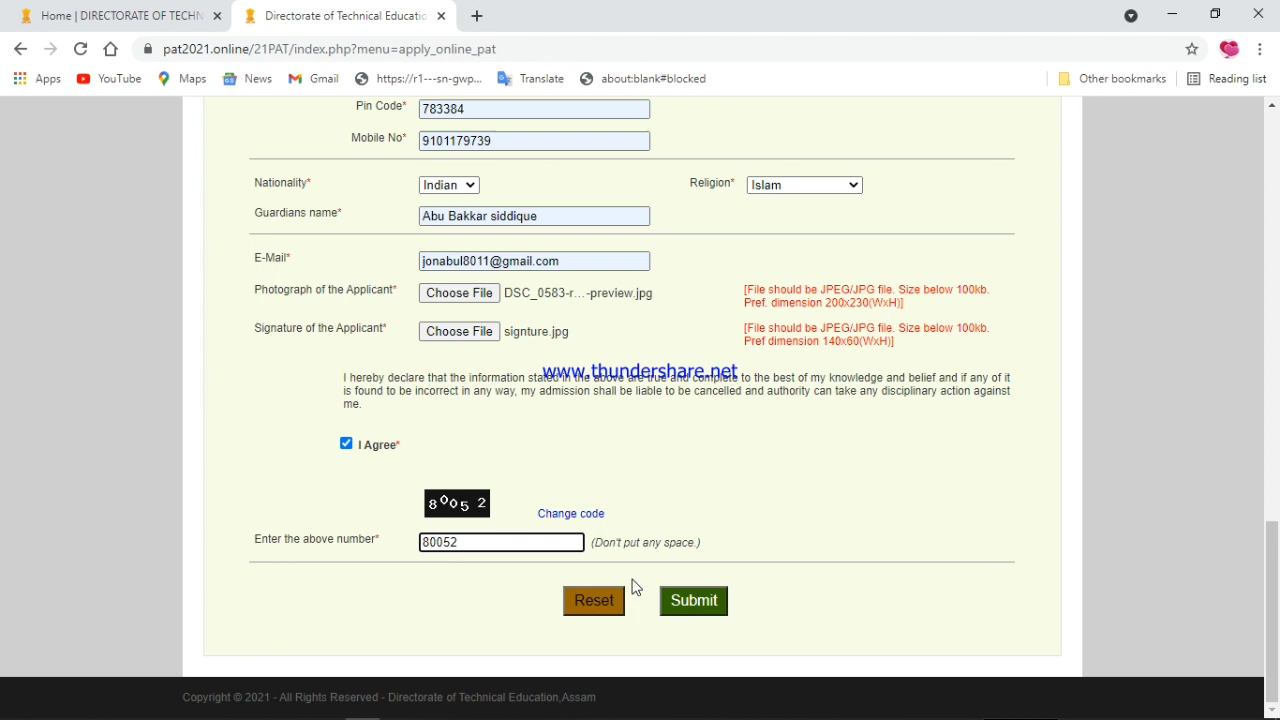 Home | DIRECTORATE OF TECHN
Directorate of Technical Educatio
pat2021.online/21PAT/index.php?menu=apply_online_pat
Apps YouTube Maps News Gmail https://r1---sn-gwp... Translate about:blank#blocked Other bookmarks Reading list
Pin Code* 783384
Mobile No* 9101179739
Nationality* Indian Religion* Islam
Guardians name* Abu Bakkar siddique
E-Mail* jonabul8011@gmail.com
Photograph of the Applicant* Choose File DSC_0583-r...-preview.jpg [File should be JPEG/JPG file. Size below 100kb.
Pref. dimension 200x230(WxH)]
Signature of the Applicant* Choose File signture.jpg [File should be JPEG/JPG file. Size below 100kb.
Pref dimension 140x60(WxH)]
www.thundershare.net
I hereby declare that the information stated in the above are true and complete to the best of my knowledge and belief and if any of it
is found to be incorrect in any way, my admission shall be liable to be cancelled and authority can take any disciplinary action against
me.
I Agree*
80052 Change code
Enter the above number* 80052 (Don't put any space.)
Reset Submit
Copyright © 2021 - All Rights Reserved - Directorate of Technical Education,Assam